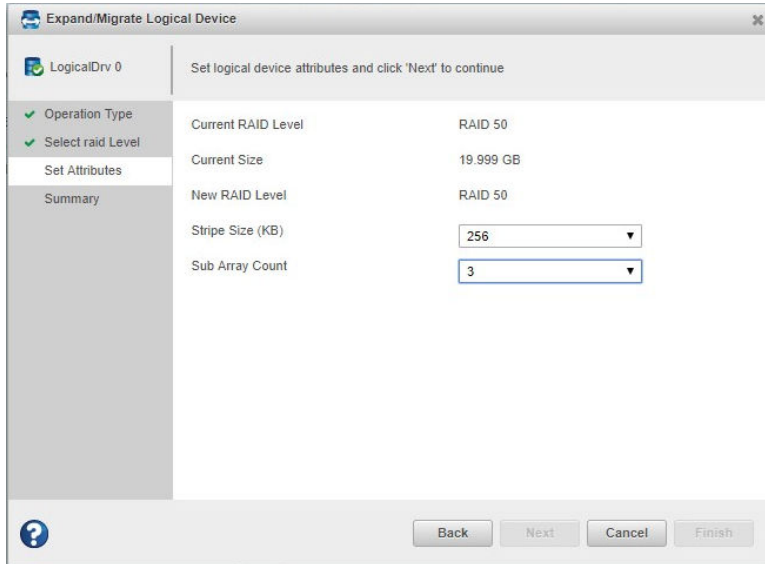 Expand/Migrate Logical Device
LogicalDrv 0
Set logical device attributes and click 'Next' to continue
Operation Type
Select raid Level
Set Attributes
Summary
Current RAID Level RAID 50
Current Size 19.999 GB
New RAID Level RAID 50
Stripe Size (KB) 256
Sub Array Count 3
? Back Next Cancel Finish